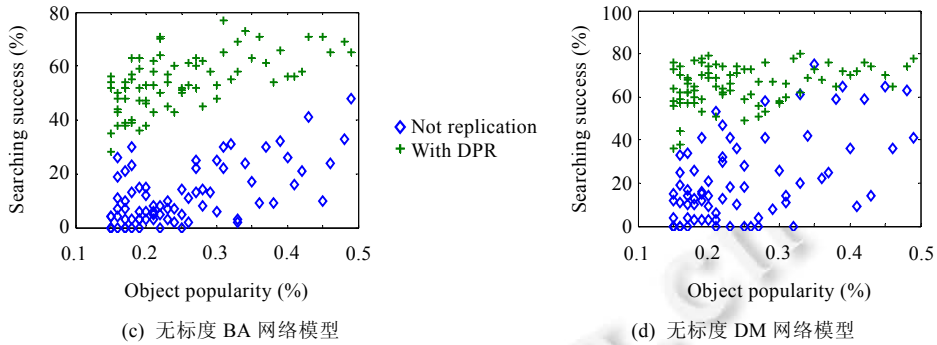 80
60
40
20
0
0.1 0.2 0.3 0.4 0.5
Searching success (%)
Object popularity (%)
(c) 无标度 BA 网络模型
Not replication
With DPR
100
80
60
40
20
0
0.1 0.2 0.3 0.4 0.5
Searching success (%)
Object popularity (%)
(d) 无标度 DM 网络模型